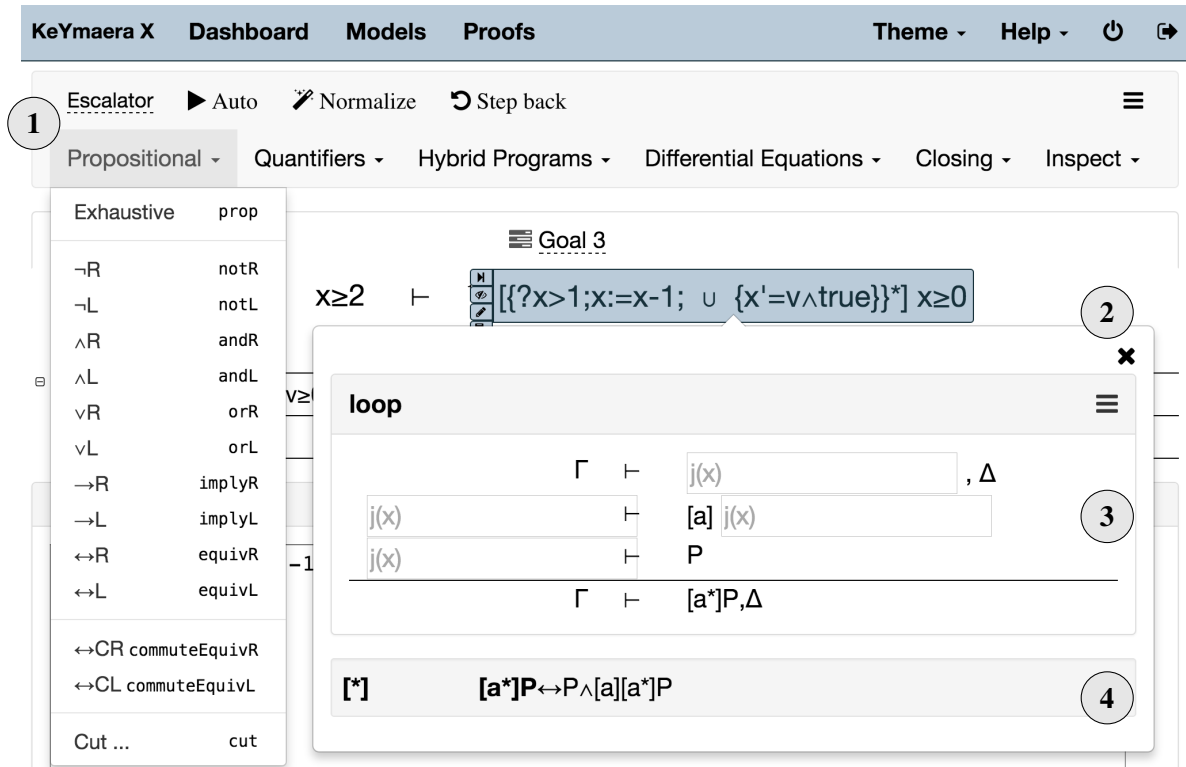 KeYmaera X Dashboard Models Proofs Theme Help
Escalator Auto Normalize Step back
1
Propositional Quantifiers Hybrid Programs Differential Equations Closing Inspect
Exhaustive prop
Goal 3
¬R notR
x≥2 ⊢ [{?x>1;x:=x-1; ∪ {x'=v∧true}}*] x≥0
¬L notL
2
∧R andR
∧L andL
v≥
loop
∨R orR
∨L orL
Γ ⊢ j(x) , Δ
→R implyR
j(x) ⊢ [a] j(x)
3
→L implyL
j(x) ⊢ P
↔R equivR
-1
↔L equivL
Γ ⊢ [a*]P,Δ
↔CR commuteEquivR
↔CL commuteEquivL
[*] [a*]P↔P∧[a][a*]P
4
Cut ... cut